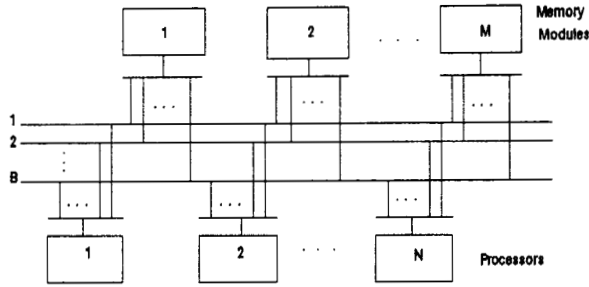 1
2
. . . .
M
Memory
Modules
...
...
...
1
2
B
...
...
...
1
2
. . . .
N
Processors